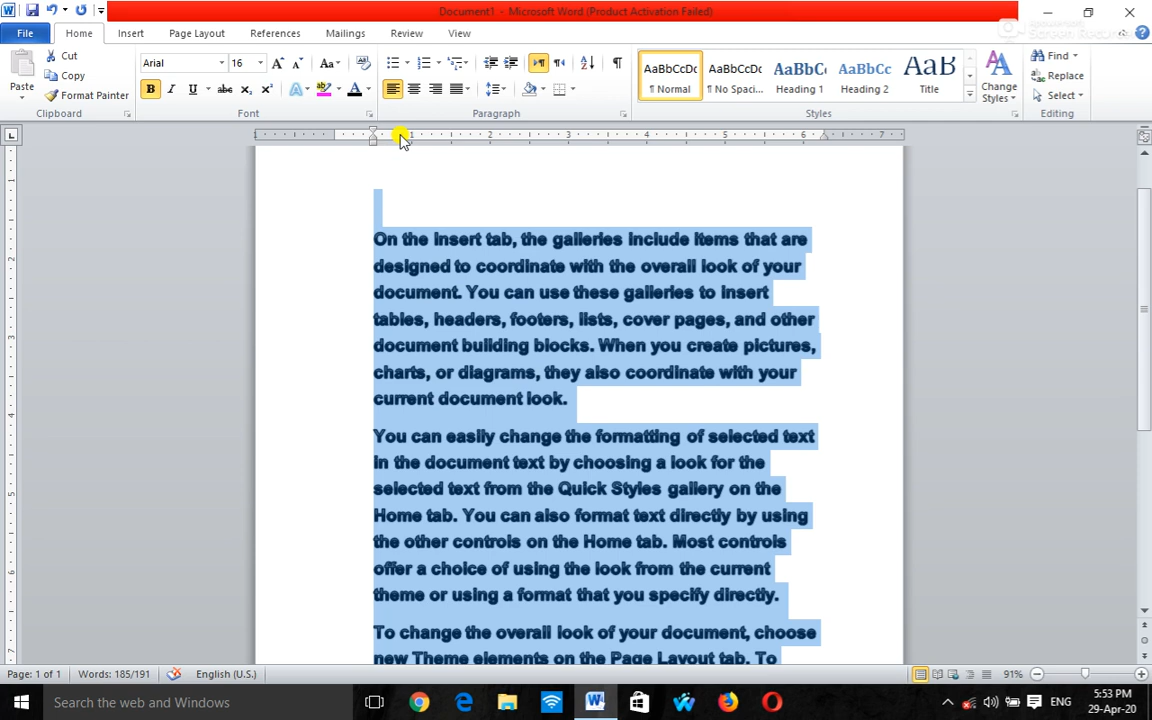 Document1 - Microsoft Word (Product Activation Failed)
File Home Insert Page Layout References Mailings Review View
Paste
Cut
Copy
Format Painter
Clipboard
Arial 16
Font
Paragraph
AaBbCcDc AaBbCcDc AaBbC AaBbCc AaB
¶ Normal ¶ No Spaci... Heading 1 Heading 2 Title
Change
Styles
Styles
Find
Replace
Select
Editing
On the Insert tab, the galleries include items that are
designed to coordinate with the overall look of your
document. You can use these galleries to insert
tables, headers, footers, lists, cover pages, and other
document building blocks. When you create pictures,
charts, or diagrams, they also coordinate with your
current document look.
You can easily change the formatting of selected text
in the document text by choosing a look for the
selected text from the Quick Styles gallery on the
Home tab. You can also format text directly by using
the other controls on the Home tab. Most controls
offer a choice of using the look from the current
theme or using a format that you specify directly.
To change the overall look of your document, choose
new Theme elements on the Page Layout tab. To
Page: 1 of 1 Words: 185/191 English (U.S.) 91%
Search the web and Windows
ENG
5:53 PM
29-Apr-20